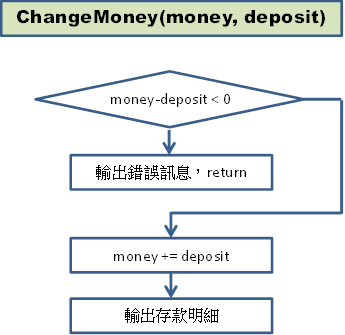 ChangeMoney(money, deposit)
money-deposit < 0
輸出錯誤訊息，return
money += deposit
輸出存款明細